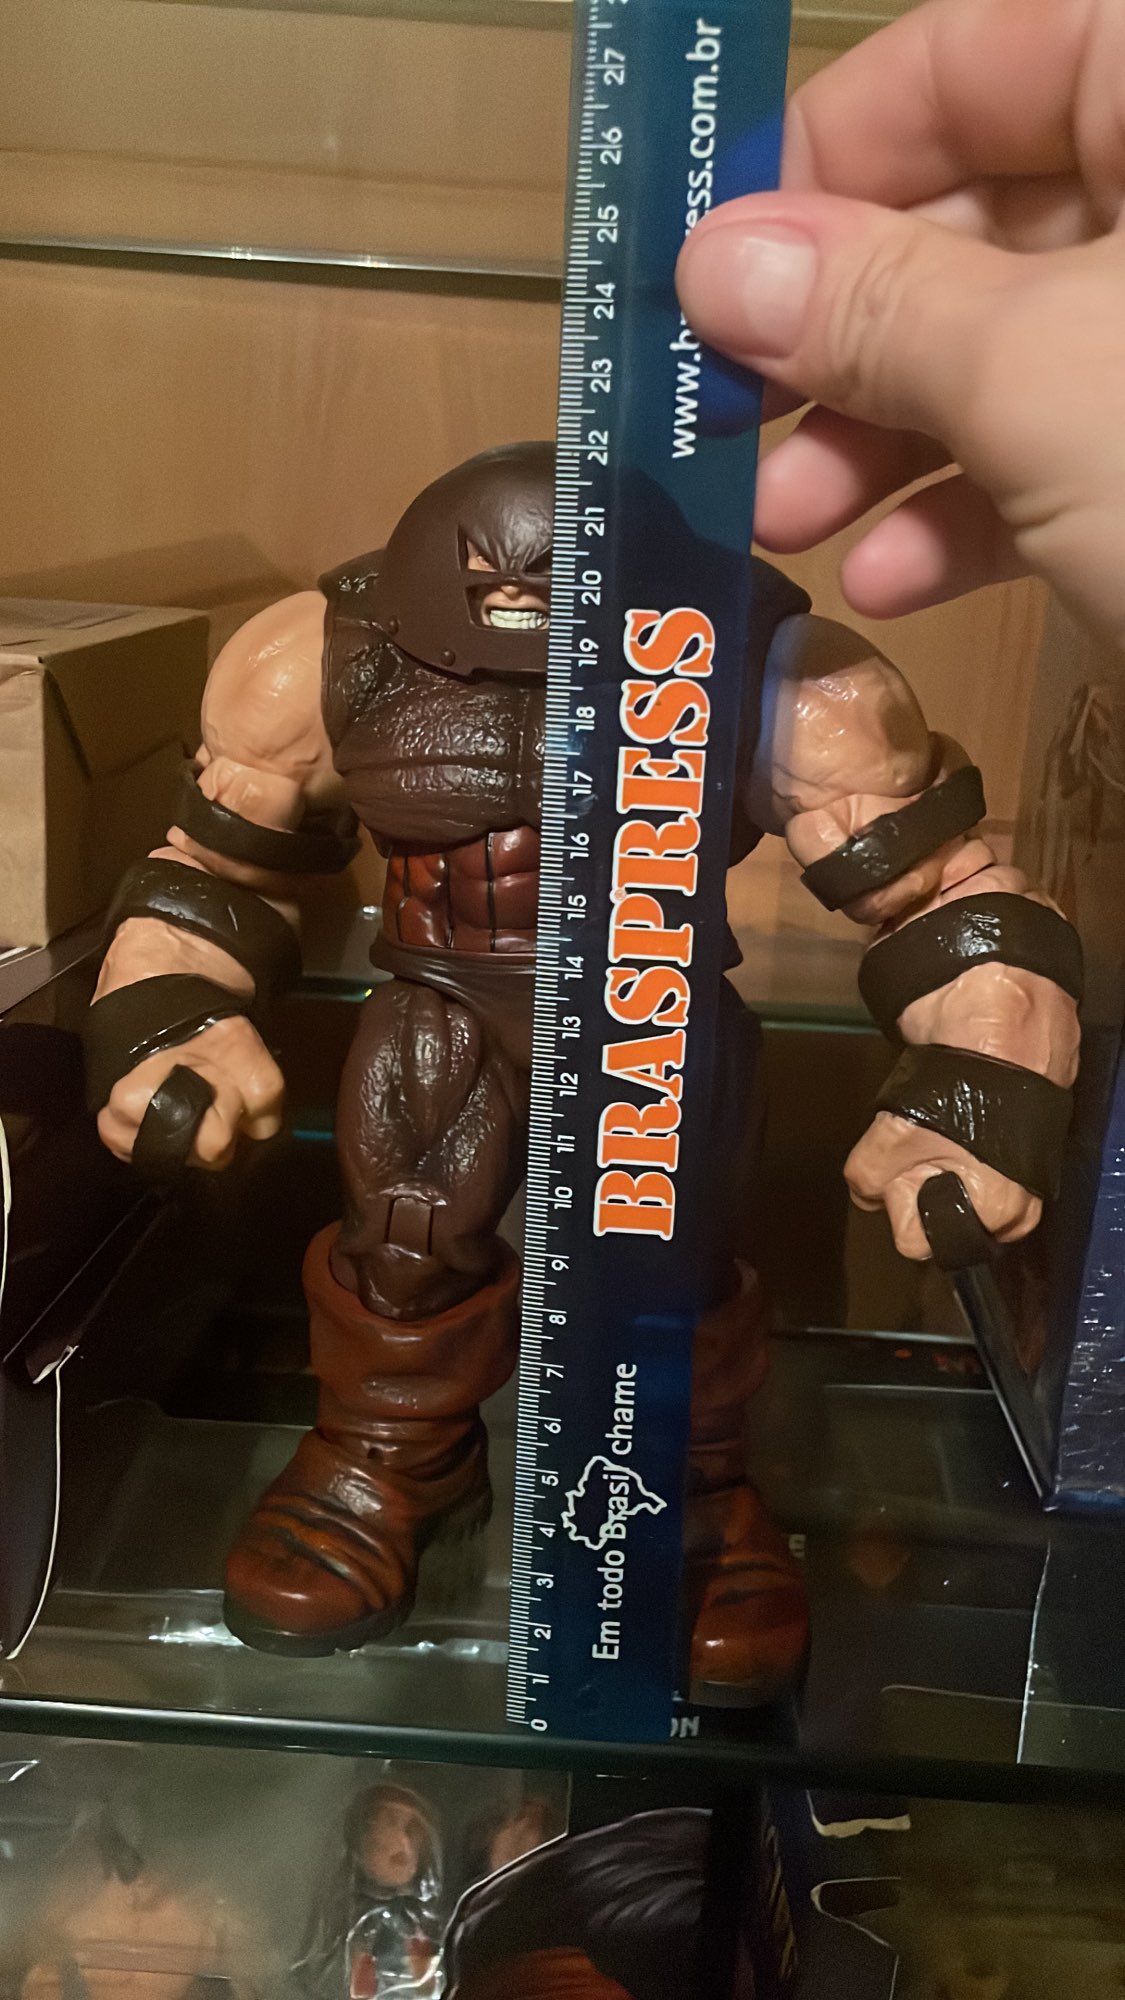 0 1 2 3 4 5 6 7 8 9 10 11 12 13 14 15 16 17 18 19 20 21 22 23 24 25 26 27
Em todo Brasil chame
BRASPRESS
ess.com.br